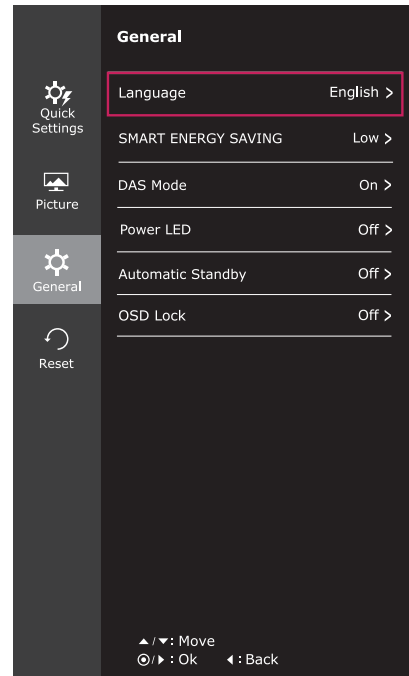 General
Quick
Settings
Picture
General
Reset
Language English >
SMART ENERGY SAVING Low >
DAS Mode On >
Power LED Off >
Automatic Standby Off >
OSD Lock Off >
▲/▼: Move
◉/▶ : Ok ◀ : Back